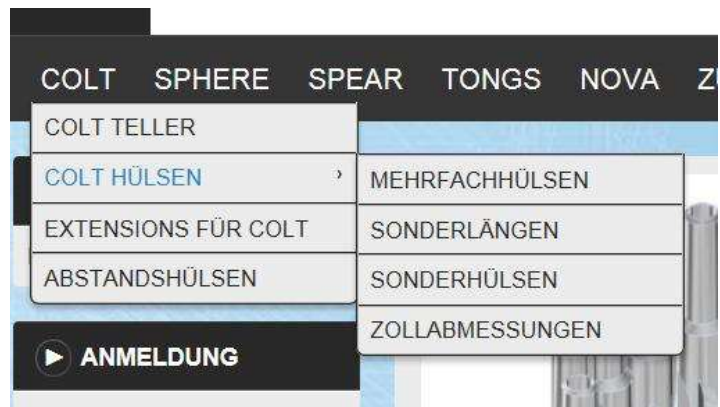 COLT SPHERE SPEAR TONGS NOVA
COLT TELLER
COLT HÜLSEN ›
EXTENSIONS FÜR COLT
ABSTANDSHÜLSEN
MEHRFACHHÜLSEN
SONDERLÄNGEN
SONDERHÜLSEN
ZOLLABMESSUNGEN
ANMELDUNG